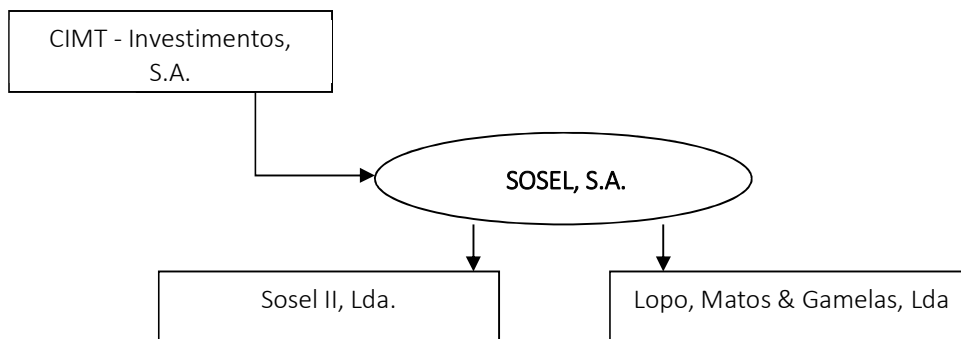 CIMT - Investimentos,
S.A.
SOSEL, S.A.
Sosel II, Lda.
Lopo, Matos & Gamelas, Lda